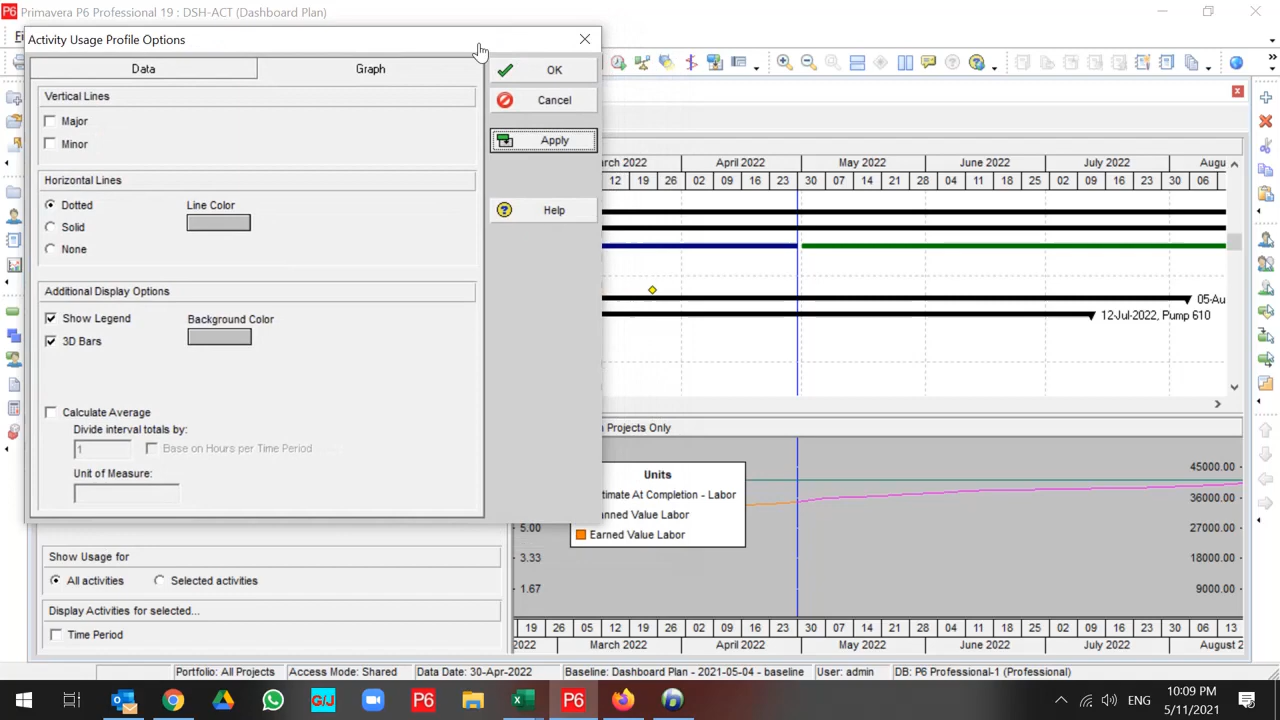 Primavera P6 Professional 19 : DSH-ACT (Dashboard Plan)
Activity Usage Profile Options
Data
Graph
OK
Cancel
Apply
Help
Vertical Lines
Major
Minor
Horizontal Lines
Dotted
Line Color
Solid
None
Additional Display Options
Show Legend
Background Color
3D Bars
Calculate Average
Divide interval totals by:
1
Base on Hours per Time Period
Unit of Measure:
April 2022 May 2022 June 2022 July 2022
12 19 26 02 09 16 23 30 07 14 21 28 04 11 18 25 02 09 16 23 30 06
12-Jul-2022, Pump 610
Projects Only
Units
Completion - Labor
Value Labor
Earned Value Labor
45000.00
36000.00
27000.00
18000.00
9000.00
5.00
3.33
1.67
Show Usage for
All activities
Selected activities
Display Activities for selected...
Time Period
19 26 05 12 19 26 02 09 16 23 30 07 14 21 28 04 11 18 25 02 09 16 23 30 06 13
2022 March 2022 April 2022 May 2022 June 2022 July 2022 August 2
Portfolio: All Projects Access Mode: Shared Data Date: 30-Apr-2022 Baseline: Dashboard Plan - 2021-05-04 - baseline User: admin DB: P6 Professional-1 (Professional)
G/J
P6
P6
ENG
10:09 PM
5/11/2021